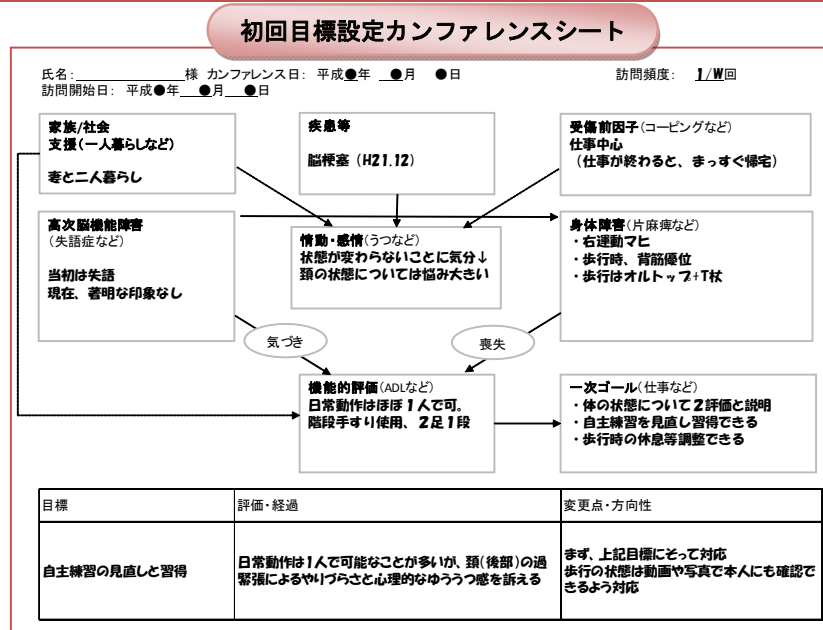 初回目標設定カンファレンスシート
氏名：　　　　　様 カンファレンス日： 平成●年 ●月 ●日
訪問頻度： 1/W回
訪問開始日： 平成●年 ●月 ●日
家族/社会
支援(一人暮らしなど)
妻と二人暮らし
疾患等
脳梗塞（H21.12）
受傷前因子(コーピングなど)
仕事中心
（仕事が終わると、まっすぐ帰宅）
高次脳機能障害
(失語症など)
当初は失語
現在、著明な印象なし
情動・感情(うつなど)
状態が変わらないことに気分↓
頚の状態については悩み大きい
身体障害(片麻痺など)
・右運動マヒ
・歩行時、背筋優位
・歩行はオルトップ+T杖
気づき
喪失
機能的評価(ADLなど)
日常動作はほぼ１人で可。
階段手すり使用、２足１段
一次ゴール(仕事など)
・体の状態について２評価と説明
・自主練習を見直し習得できる
・歩行時の休息等調整できる
目標
評価・経過
変更点・方向性
自主練習の見直しと習得
日常動作は1人で可能なことが多いが、頚(後部)の過
緊張によるやりづらさと心理的なゆううつ感を訴える
まず、上記目標にそって対応
歩行の状態は動画や写真で本人にも確認で
きるよう対応